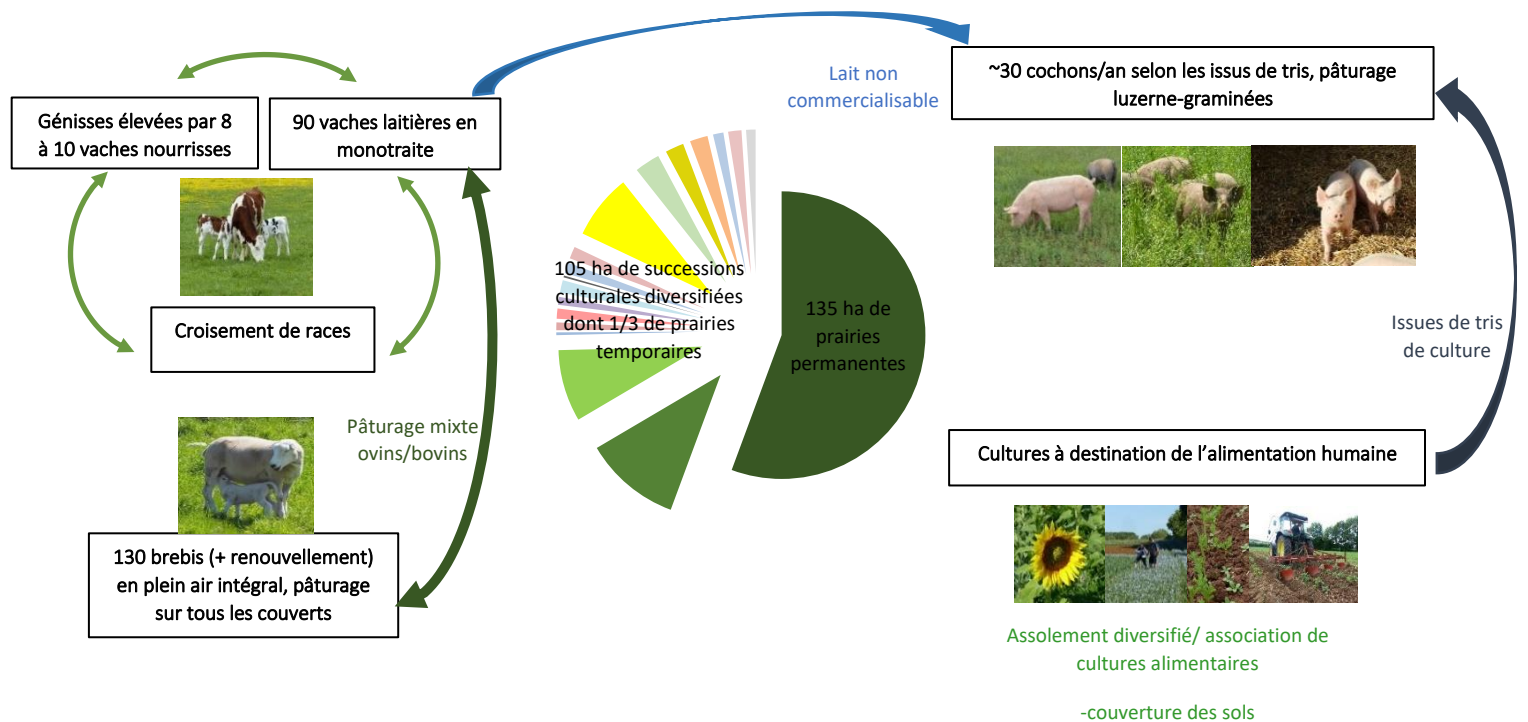 Génisses élevées par 8
à 10 vaches nourrisses
90 vaches laitières en
monotraite
Lait non
commercialisable
~30 cochons/an selon les issus de tris, pâturage
luzerne-graminées
Croisement de races
105 ha de successions
culturales diversifiées
dont 1/3 de prairies
temporaires
135 ha de
prairies
permanentes
Issues de tris
de culture
Pâturage mixte
ovins/bovins
Cultures à destination de l’alimentation humaine
130 brebis (+ renouvellement)
en plein air intégral, pâturage
sur tous les couverts
Assolement diversifié/ association de
cultures alimentaires
-couverture des sols